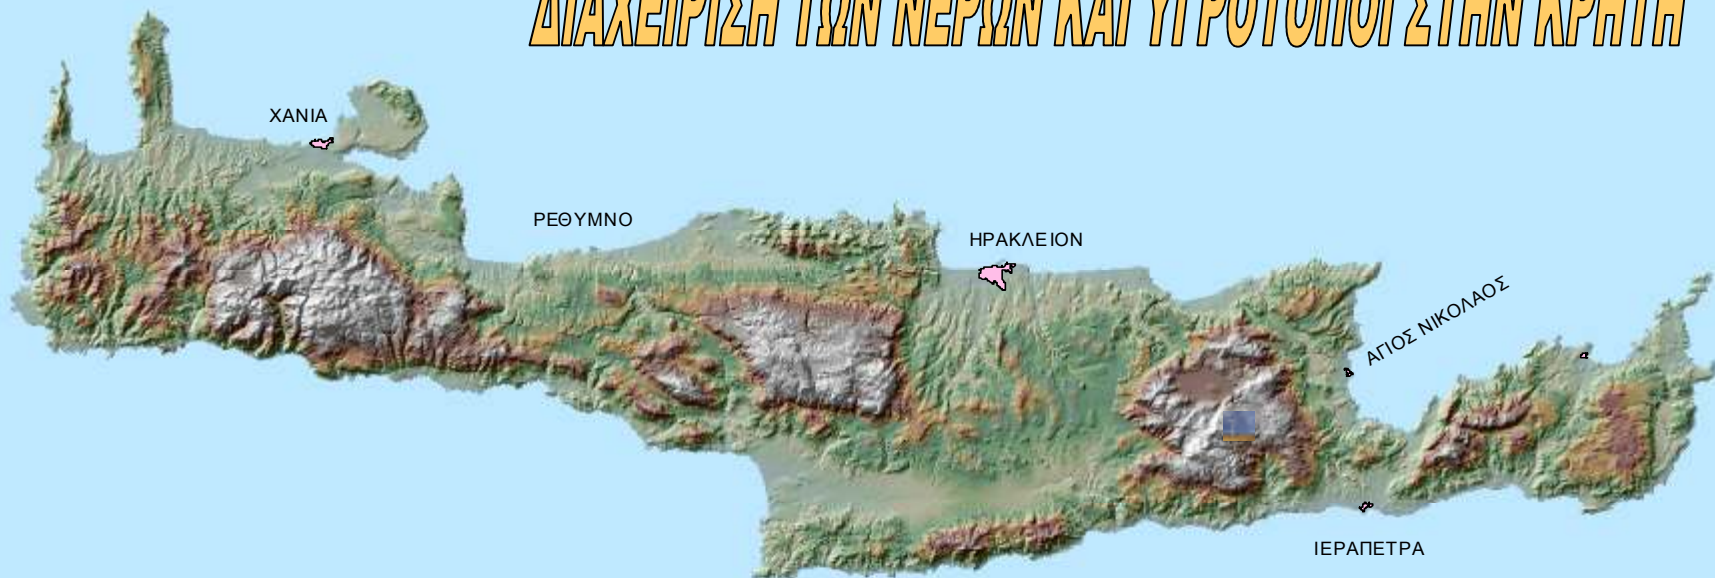 ΔΙΑΧΕΙΡΙΣΗ ΤΩΝ ΝΕΡΩΝ ΚΑΙ ΥΓΡΟΤΟΠΟΙ ΣΤΗΝ ΚΡΗΤΗ
ΧΑΝΙΑ
ΡΕΘΥΜΝΟ
ΗΡΑΚΛΕΙΟΝ
ΑΓΙΟΣ ΝΙΚΟΛΑΟΣ
ΙΕΡΑΠΕΤΡΑ